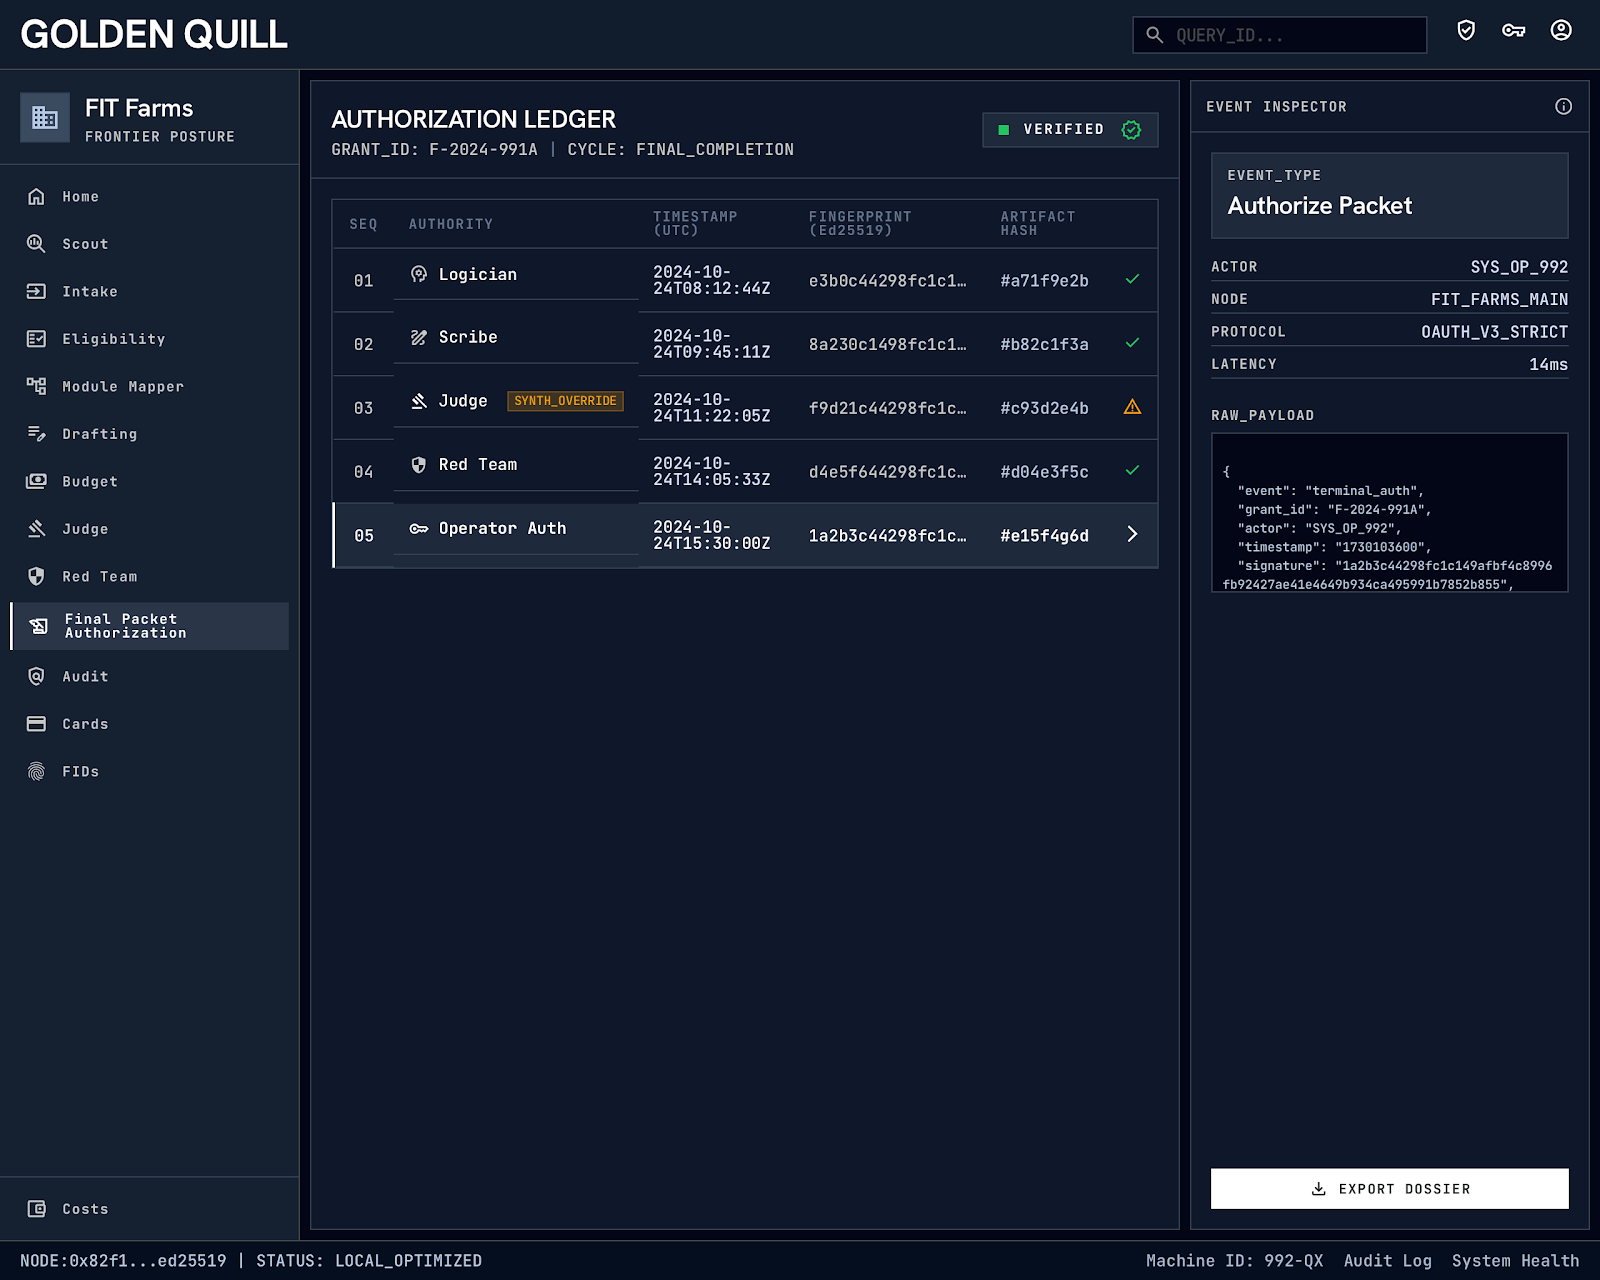 GOLDEN QUILL
QUERY_ID...
FIT Farms
FRONTIER POSTURE
Home
Scout
Intake
Eligibility
Module Mapper
Drafting
Budget
Judge
Red Team
Final Packet
Authorization
Audit
Cards
FIDs
Costs
AUTHORIZATION LEDGER
GRANT_ID: F-2024-991A | CYCLE: FINAL_COMPLETION
VERIFIED
SEQ AUTHORITY TIMESTAMP (UTC) FINGERPRINT (Ed25519) ARTIFACT HASH
01 Logician 2024-10-24T08:12:44Z e3b0c44298fc1c1… #a71f9e2b
02 Scribe 2024-10-24T09:45:11Z 8a230c1498fc1c1… #b82c1f3a
03 Judge SYNTH_OVERRIDE 2024-10-24T11:22:05Z f9d21c44298fc1c… #c93d2e4b
04 Red Team 2024-10-24T14:05:33Z d4e5f644298fc1c… #d04e3f5c
05 Operator Auth 2024-10-24T15:30:00Z 1a2b3c44298fc1c… #e15f4g6d
EVENT INSPECTOR
EVENT_TYPE
Authorize Packet
ACTOR SYS_OP_992
NODE FIT_FARMS_MAIN
PROTOCOL OAUTH_V3_STRICT
LATENCY 14ms
RAW_PAYLOAD
{
"event": "terminal_auth",
"grant_id": "F-2024-991A",
"actor": "SYS_OP_992",
"timestamp": "1730103600",
"signature": "1a2b3c44298fc1c149afbf4c8996
fb92427ae41e4649b934ca495991b7852b855",
EXPORT DOSSIER
NODE:0x82f1...ed25519 | STATUS: LOCAL_OPTIMIZED
Machine ID: 992-QX Audit Log System Health